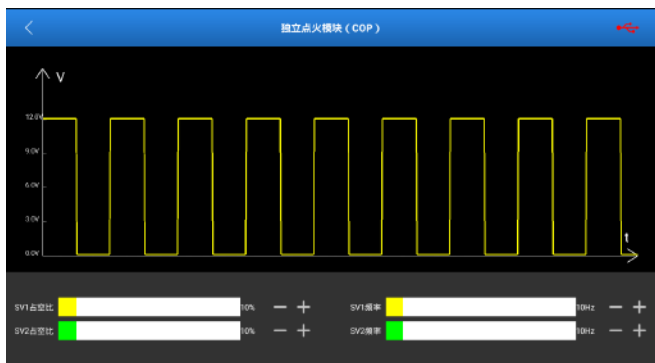 独立点火模块（COP）
V
12.0V
9.0V
6.0V
3.0V
0.0V
t
SV1占空比 10% — + SV1频率 10Hz — +
SV2占空比 10% — + SV2频率 10Hz — +